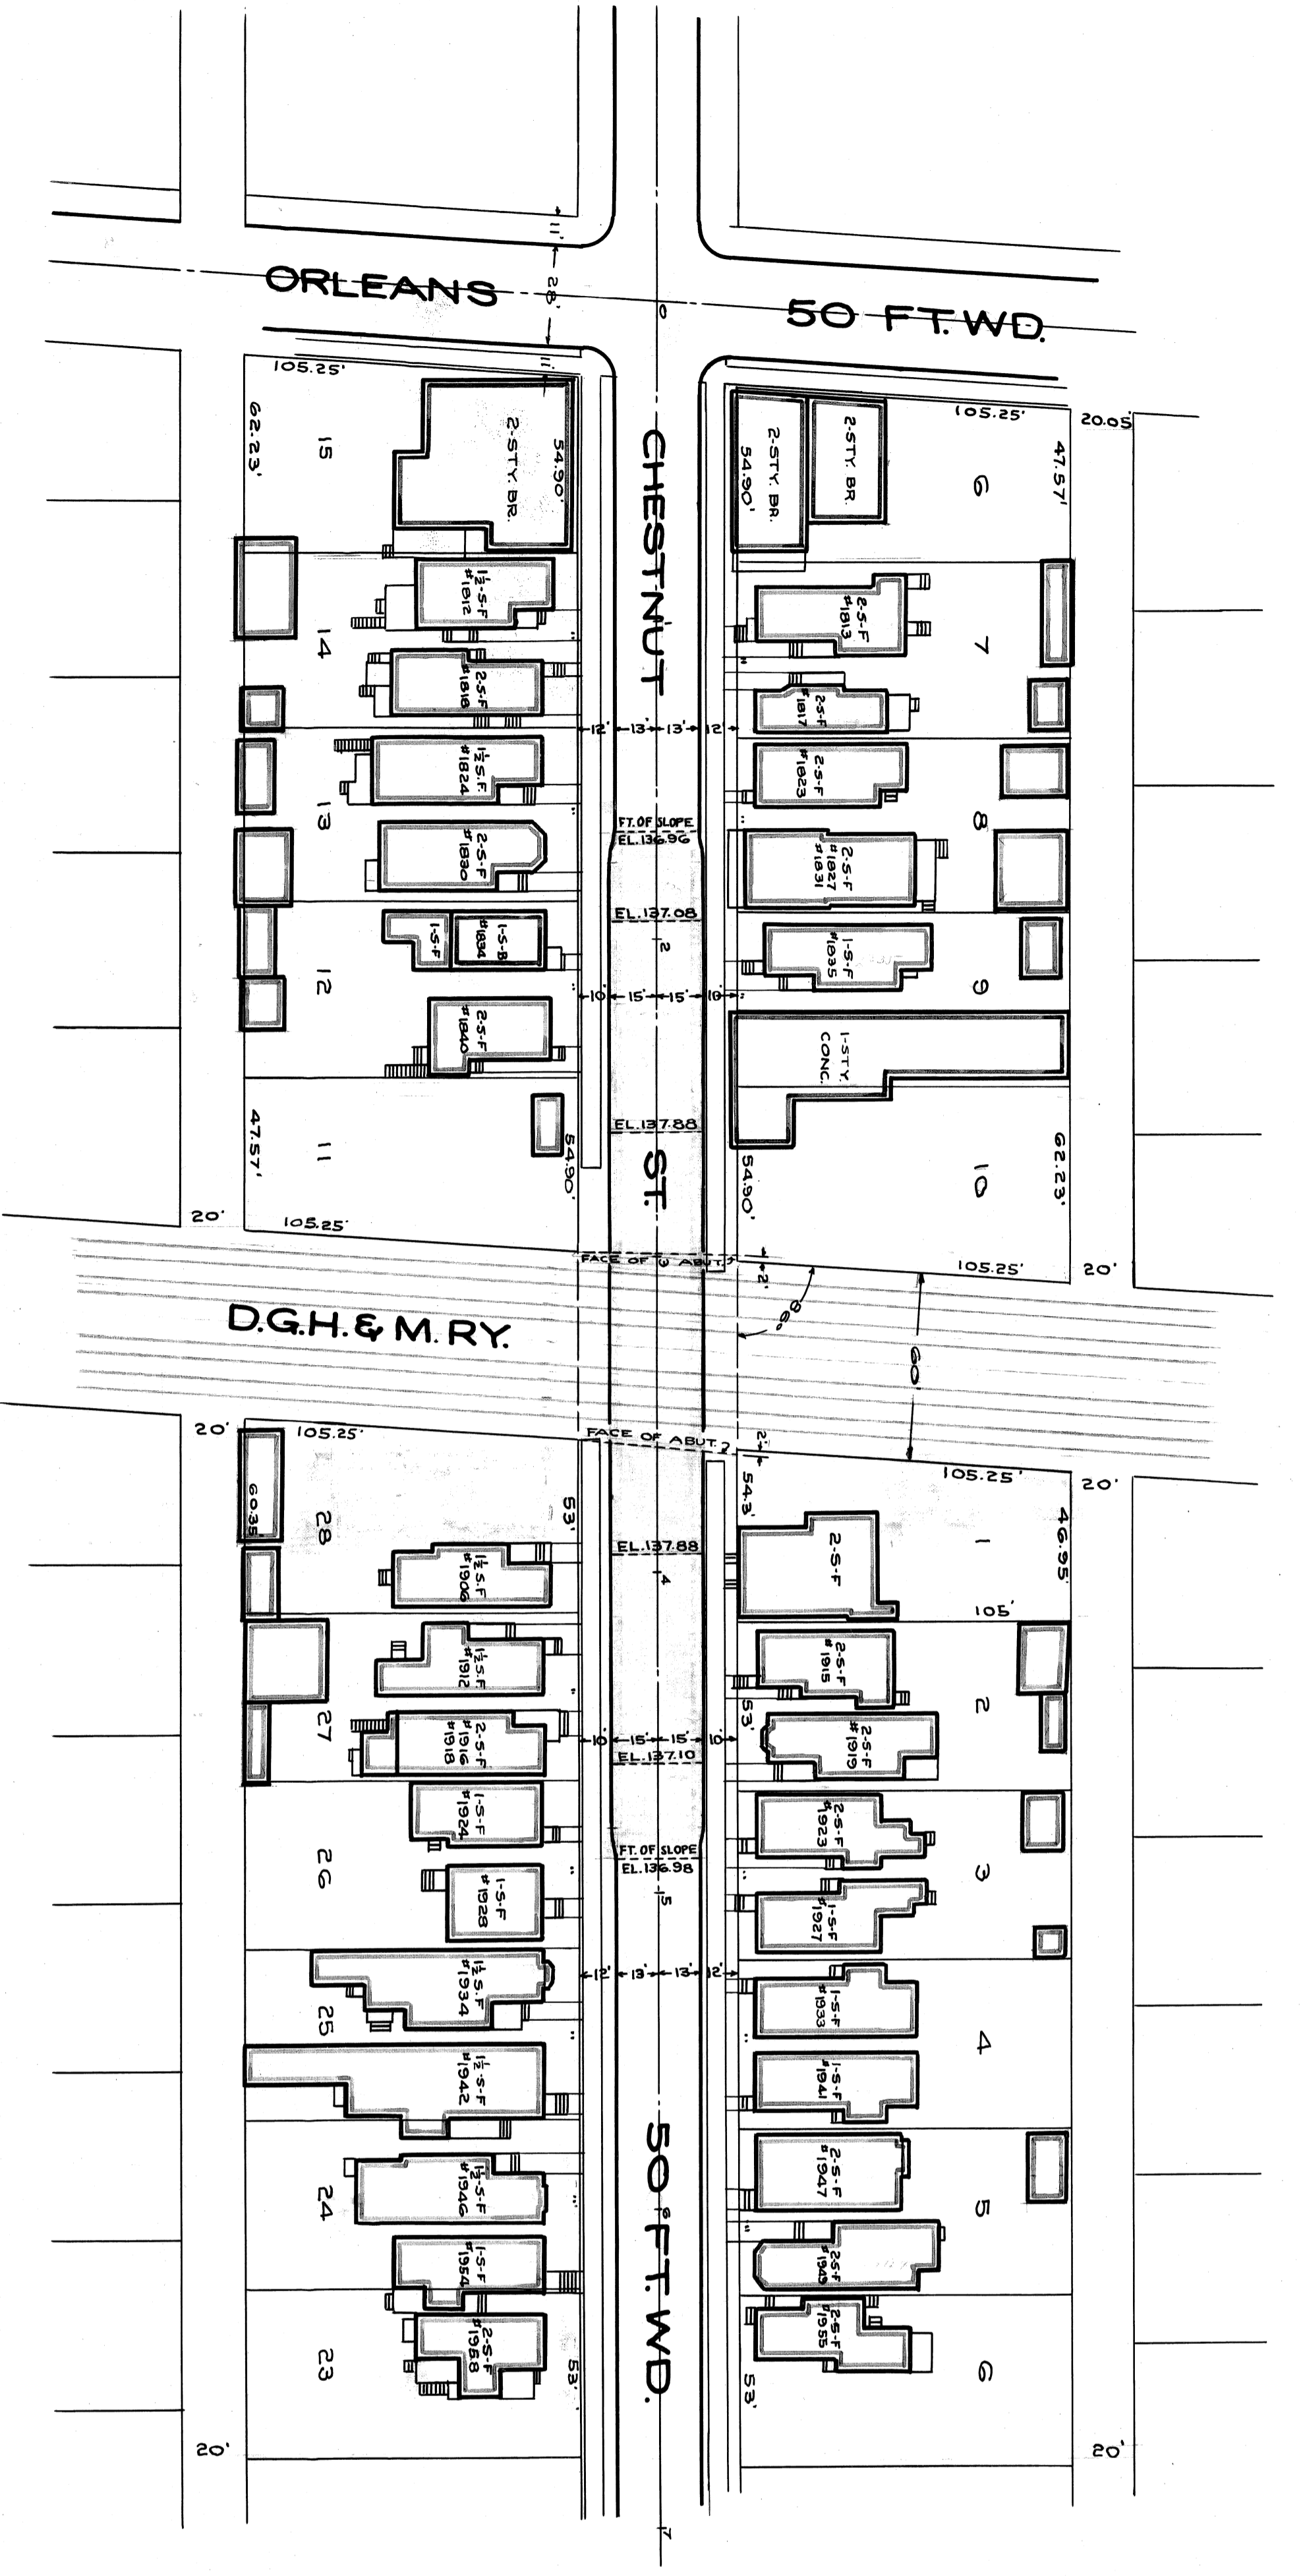 11'
ORLEANS
28'
50 FT. WD.
0
11'
105.25'
105.25'
20.05'
62.23'
15
2-STY. BR.
54.90'
CHESTNUT
54.90'
2-STY. BR.
2-STY. BR.
6
47.57'
1½-S-F
#1812
14
2-S-F
#1818
1
2-S-F
#1813
7
2-S-F
#1817
12' 13' 13' 12'
1½ S.F
#1824
13
2-S-F
#1830
FT. OF SLOPE
EL. 136.96
2-S-F
#1823
8
2-S-F
#1827
#1831
EL. 137.08
1-S-F
1-S-B
#1834
12
2-S-F
#1840
2
1-S-F
#1835
9
10' 15' 15' 10'
1-STY.
CONC.
EL. 137.88
47.57'
11
54.90'
ST.
54.90'
10
62.23'
20'
105.25'
FACE OF ABUT.
3
2'
105.25'
20'
86°
D.G.H. & M. RY.
60'
20'
105.25'
FACE OF ABUT.
2'
105.25'
20'
60.35'
28
53'
54.3'
2-S-F
1
46.95'
EL. 137.88
4
1½ S.F
#1906
105'
1½ S.F
#1912
27
2-S-F
#1916
#1918
2-S-F
#1915
2
53'
2-S-F
#1919
10' 15' 15' 10'
EL. 137.10
1-S-F
#1924
26
1-S-F
#1928
FT. OF SLOPE
EL. 136.98
5
2-S-F
#1923
3
1-S-F
#1927
12' 13' 13' 12'
1½ S.F
#1934
25
1½-S-F
#1942
1-S-F
#1933
4
1-S-F
#1941
50 FT. WD.
6
1½-S-F
#1946
24
1-S-F
#1954
2-S-F
#1947
5
2-S-F
#1949
2-S-F
#1958
23
53'
2-S-F
#1955
6
53'
20'
20'
7